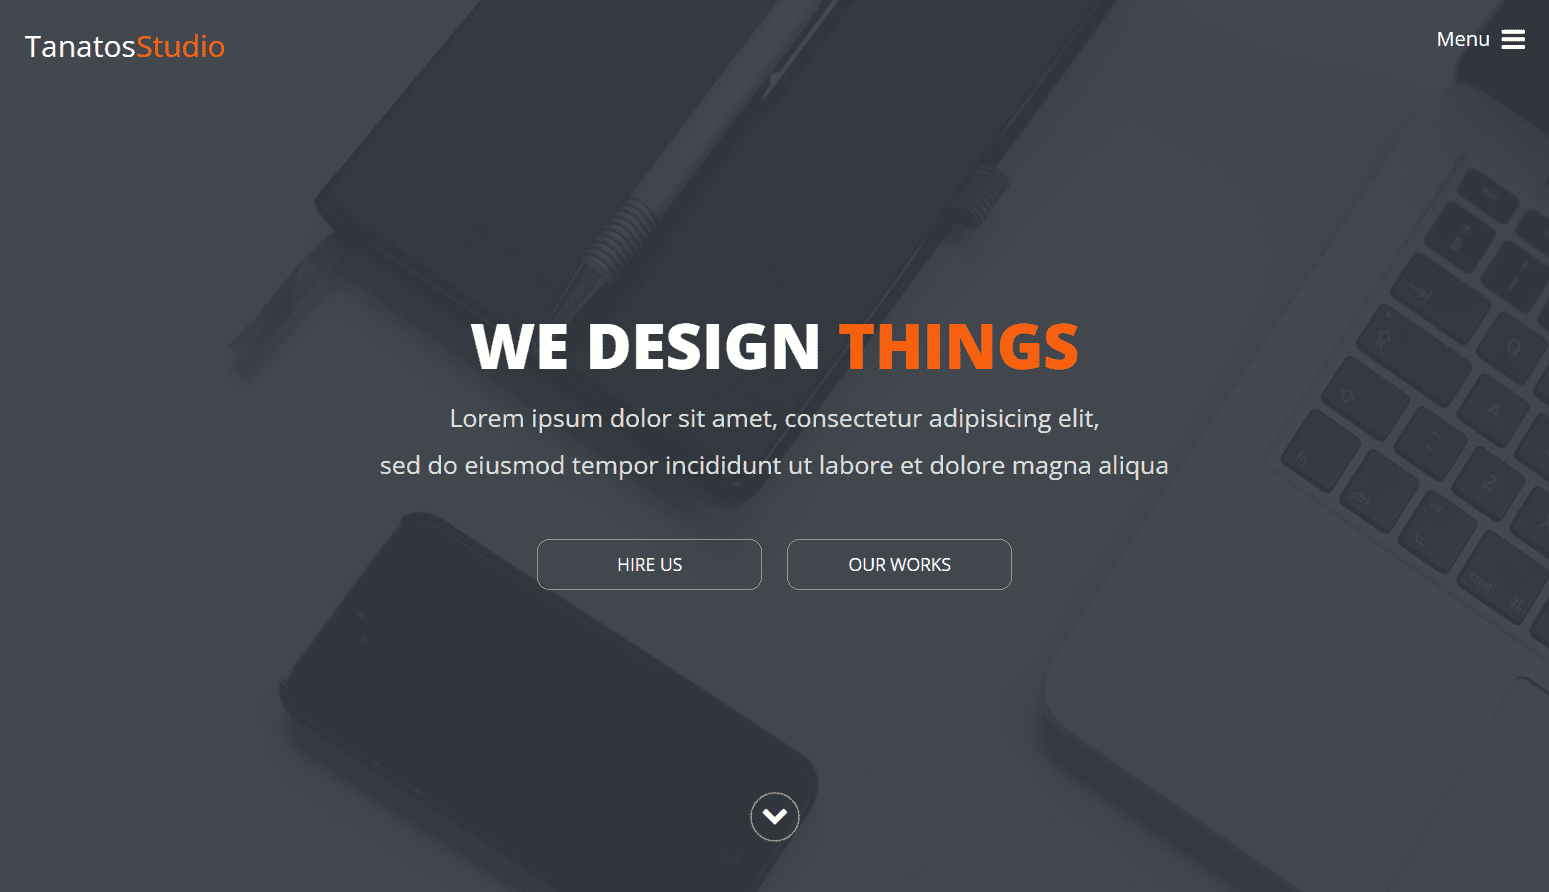 TanatosStudio
Menu
WE DESIGN THINGS
Lorem ipsum dolor sit amet, consectetur adipisicing elit,
sed do eiusmod tempor incididunt ut labore et dolore magna aliqua
HIRE US
OUR WORKS